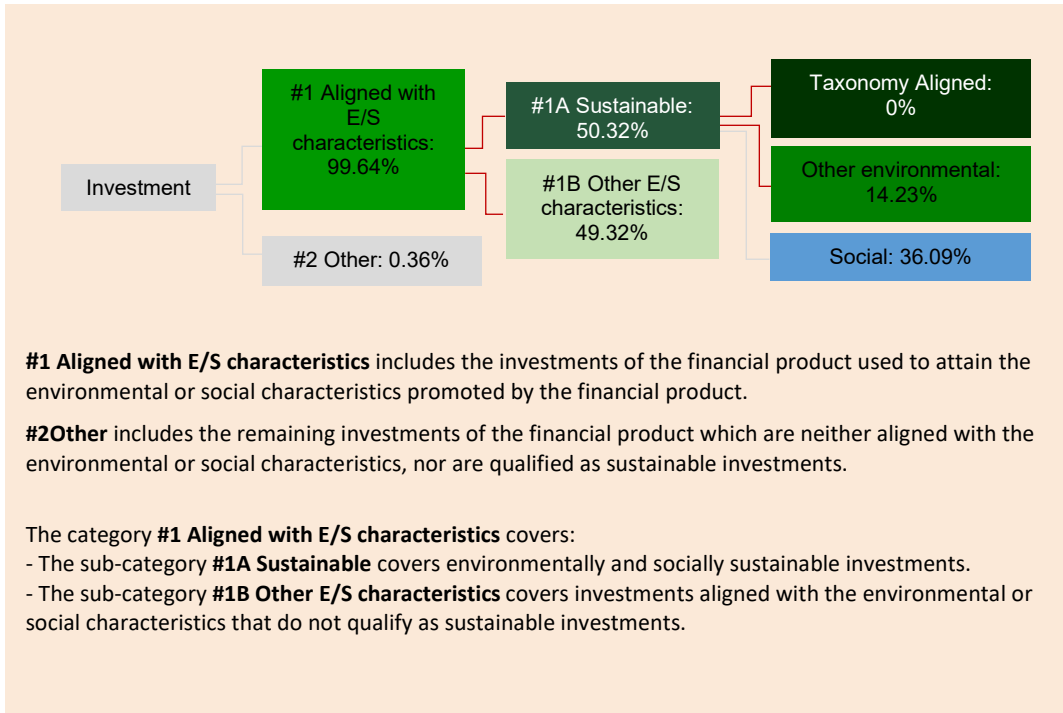 Investment
#1 Aligned with
E/S
characteristics:
99.64%
#2 Other: 0.36%
#1A Sustainable:
50.32%
#1B Other E/S
characteristics:
49.32%
Taxonomy Aligned:
0%
Other environmental:
14.23%
Social: 36.09%
#1 Aligned with E/S characteristics includes the investments of the financial product used to attain the
environmental or social characteristics promoted by the financial product.
#2Other includes the remaining investments of the financial product which are neither aligned with the
environmental or social characteristics, nor are qualified as sustainable investments.
The category #1 Aligned with E/S characteristics covers:
- The sub-category #1A Sustainable covers environmentally and socially sustainable investments.
- The sub-category #1B Other E/S characteristics covers investments aligned with the environmental or
social characteristics that do not qualify as sustainable investments.